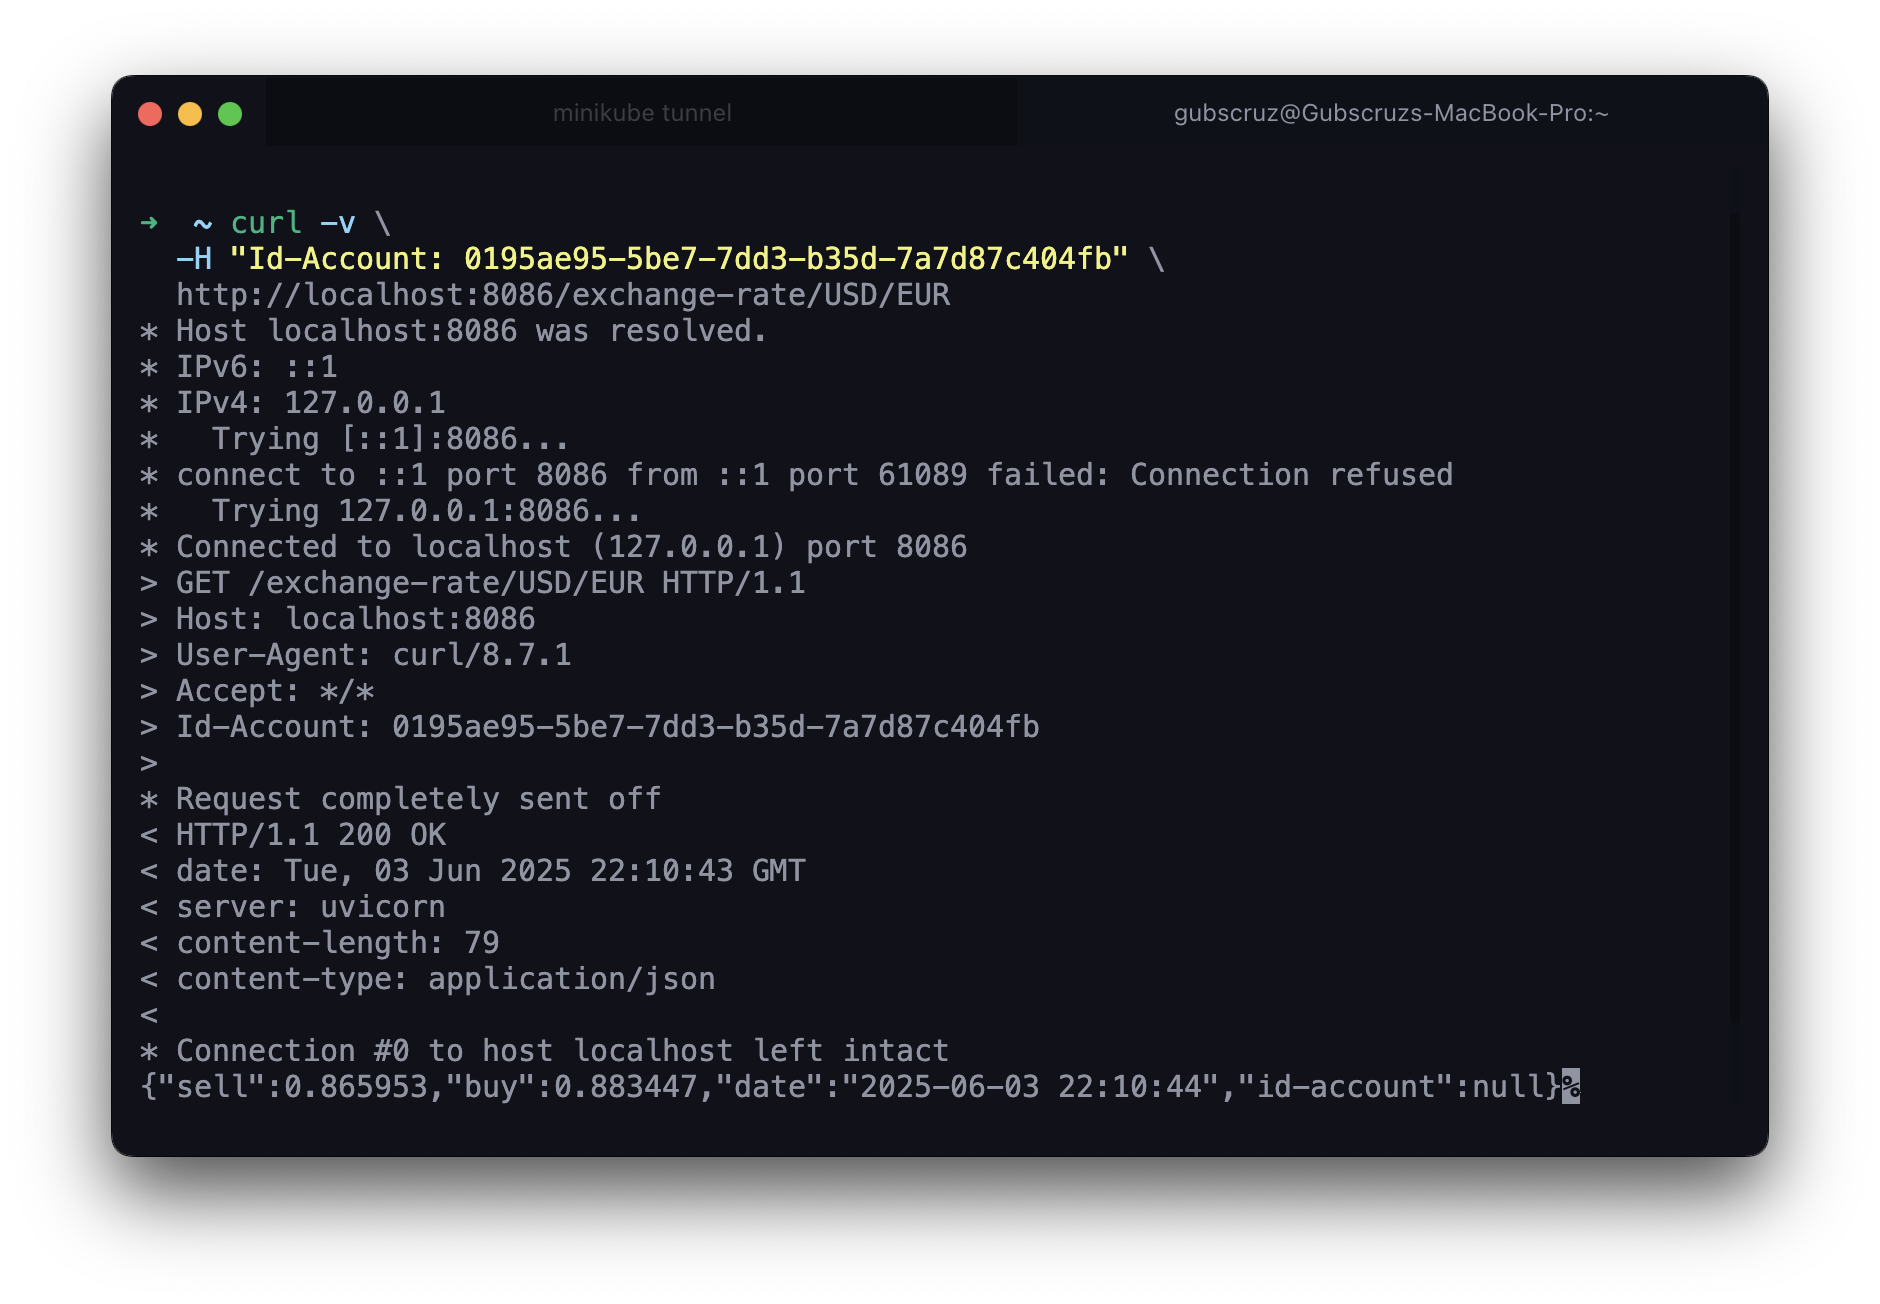 minikube tunnel
gubscruz@Gubscruzs-MacBook-Pro:~
➜  ~ curl -v \
  -H "Id-Account: 0195ae95-5be7-7dd3-b35d-7a7d87c404fb" \
  http://localhost:8086/exchange-rate/USD/EUR
* Host localhost:8086 was resolved.
* IPv6: ::1
* IPv4: 127.0.0.1
*   Trying [::1]:8086...
* connect to ::1 port 8086 from ::1 port 61089 failed: Connection refused
*   Trying 127.0.0.1:8086...
* Connected to localhost (127.0.0.1) port 8086
> GET /exchange-rate/USD/EUR HTTP/1.1
> Host: localhost:8086
> User-Agent: curl/8.7.1
> Accept: */*
> Id-Account: 0195ae95-5be7-7dd3-b35d-7a7d87c404fb
>
* Request completely sent off
< HTTP/1.1 200 OK
< date: Tue, 03 Jun 2025 22:10:43 GMT
< server: uvicorn
< content-length: 79
< content-type: application/json
<
* Connection #0 to host localhost left intact
{"sell":0.865953,"buy":0.883447,"date":"2025-06-03 22:10:44","id-account":null}%